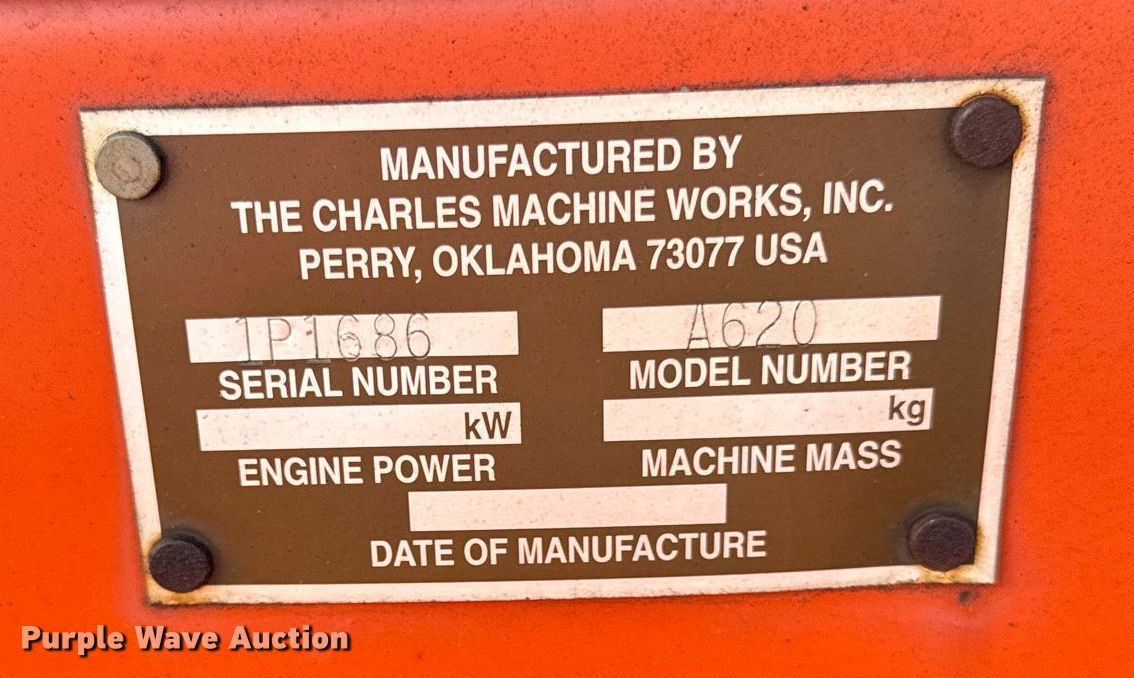 MANUFACTURED BY
THE CHARLES MACHINE WORKS, INC.
PERRY, OKLAHOMA 73077 USA
1P1686 A620
SERIAL NUMBER MODEL NUMBER
kW kg
ENGINE POWER MACHINE MASS
DATE OF MANUFACTURE
Purple Wave Auction